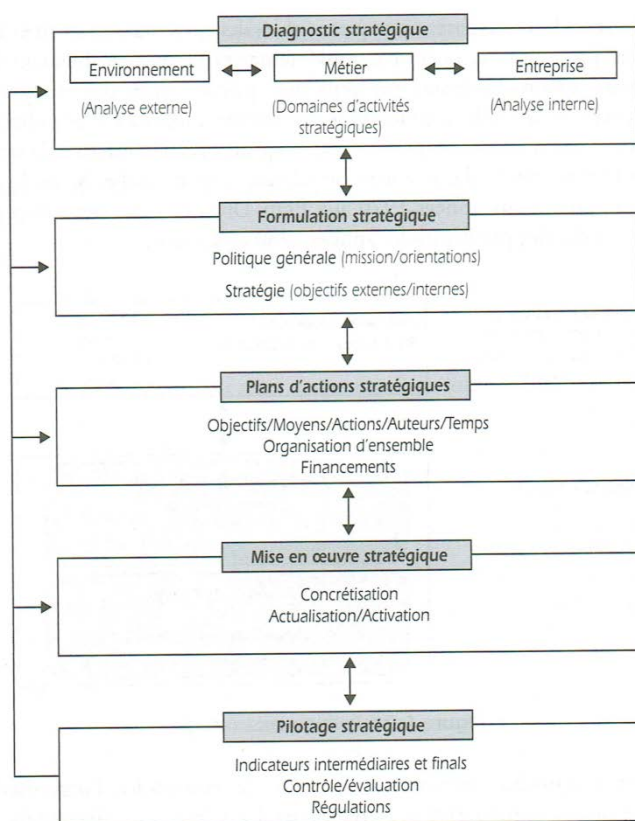 Diagnostic stratégique
Environnement Métier Entreprise
(Analyse externe) (Domaines d'activités (Analyse interne)
stratégiques)
Formulation stratégique
Politique générale (mission/orientations)
Stratégie (objectifs externes/internes)
Plans d'actions stratégiques
Objectifs/Moyens/Actions/Auteurs/Temps
Organisation d'ensemble
Financements
Mise en œuvre stratégique
Concrétisation
Actualisation/Activation
Pilotage stratégique
Indicateurs intermédiaires et finals
Contrôle/évaluation
Régulations